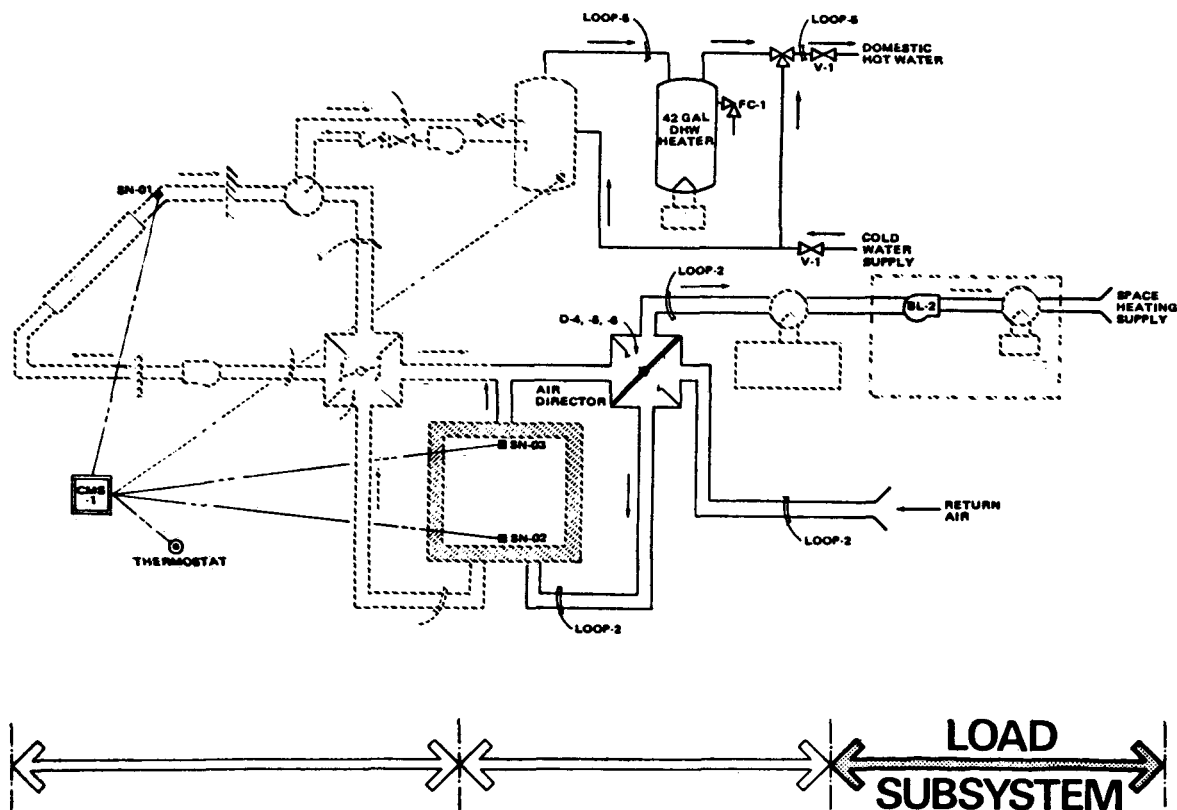 LOOP-5
LOOP-5
DOMESTIC
HOT WATER
V-1
FC-1
42 GAL
DHW
HEATER
SN-01
COLD
WATER
SUPPLY
V-1
LOOP-2
SPACE
HEATING
SUPPLY
BL-2
D-4, -5, -6
AIR
DIRECTOR
SN-03
CMS
-1
RETURN
AIR
SN-02
LOOP-2
THERMOSTAT
LOOP-2
LOAD
SUBSYSTEM